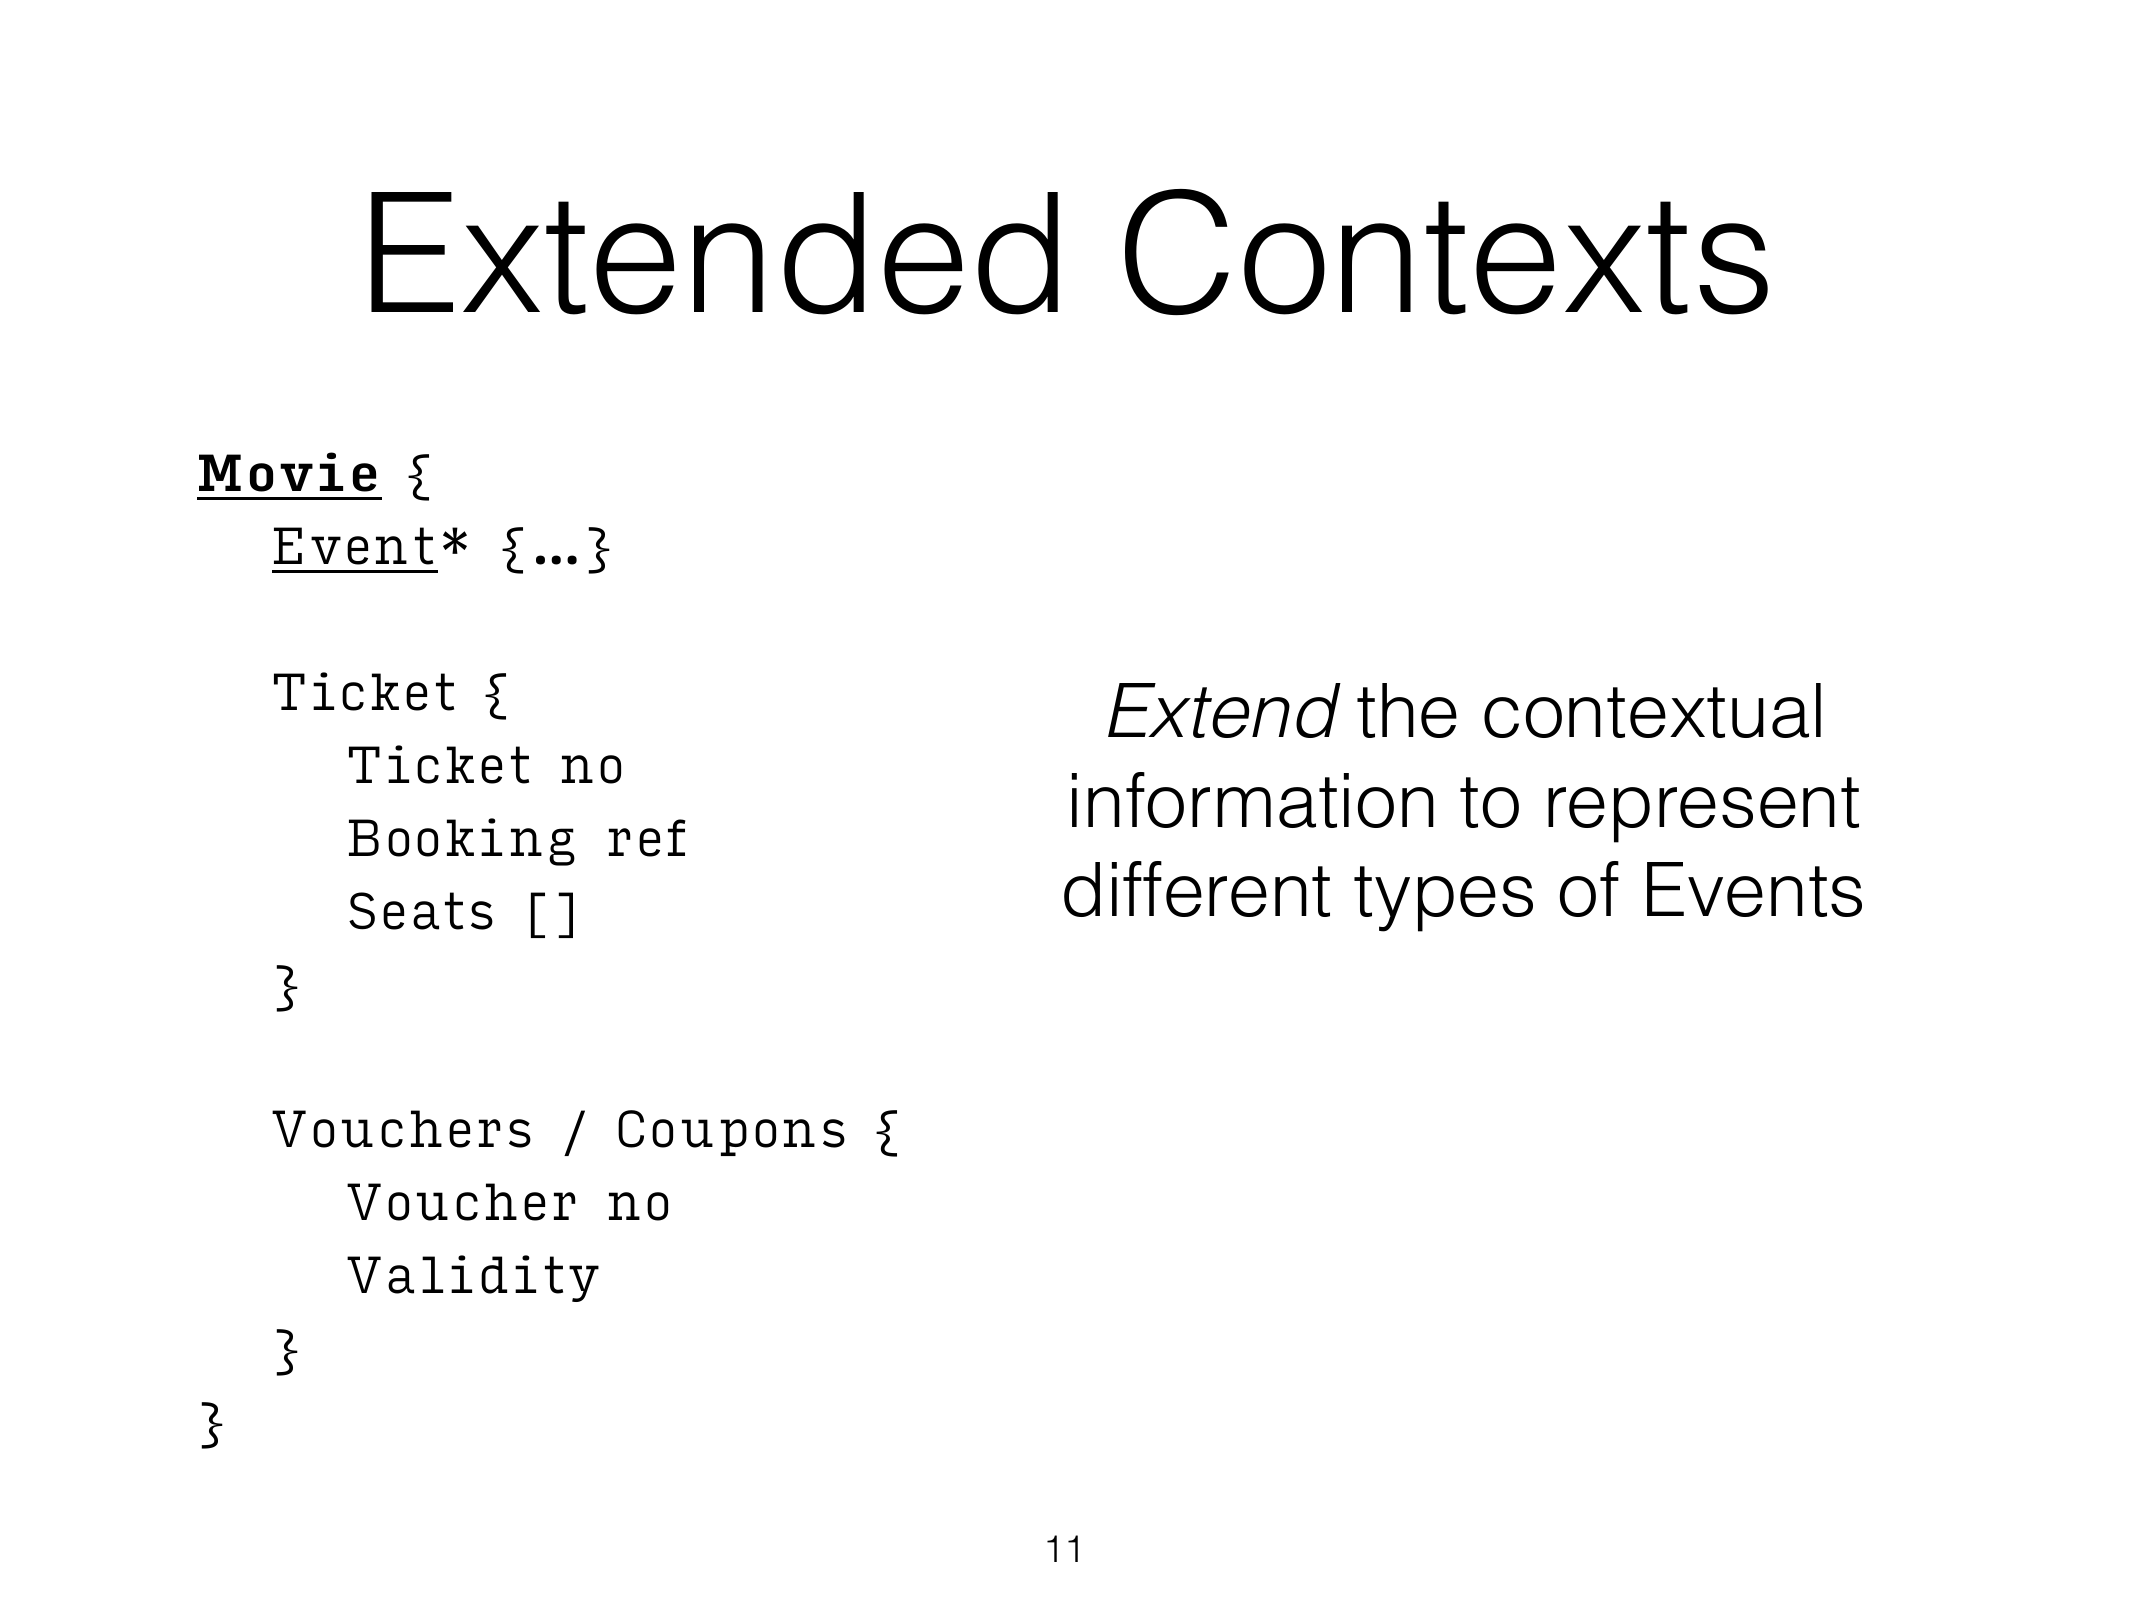 Extended Contexts
Movie {
Event* {…}
Ticket {
Ticket no
Booking ref
Seats []
}
Vouchers / Coupons {
Voucher no
Validity
}
}
Extend the contextual
information to represent
different types of Events
11